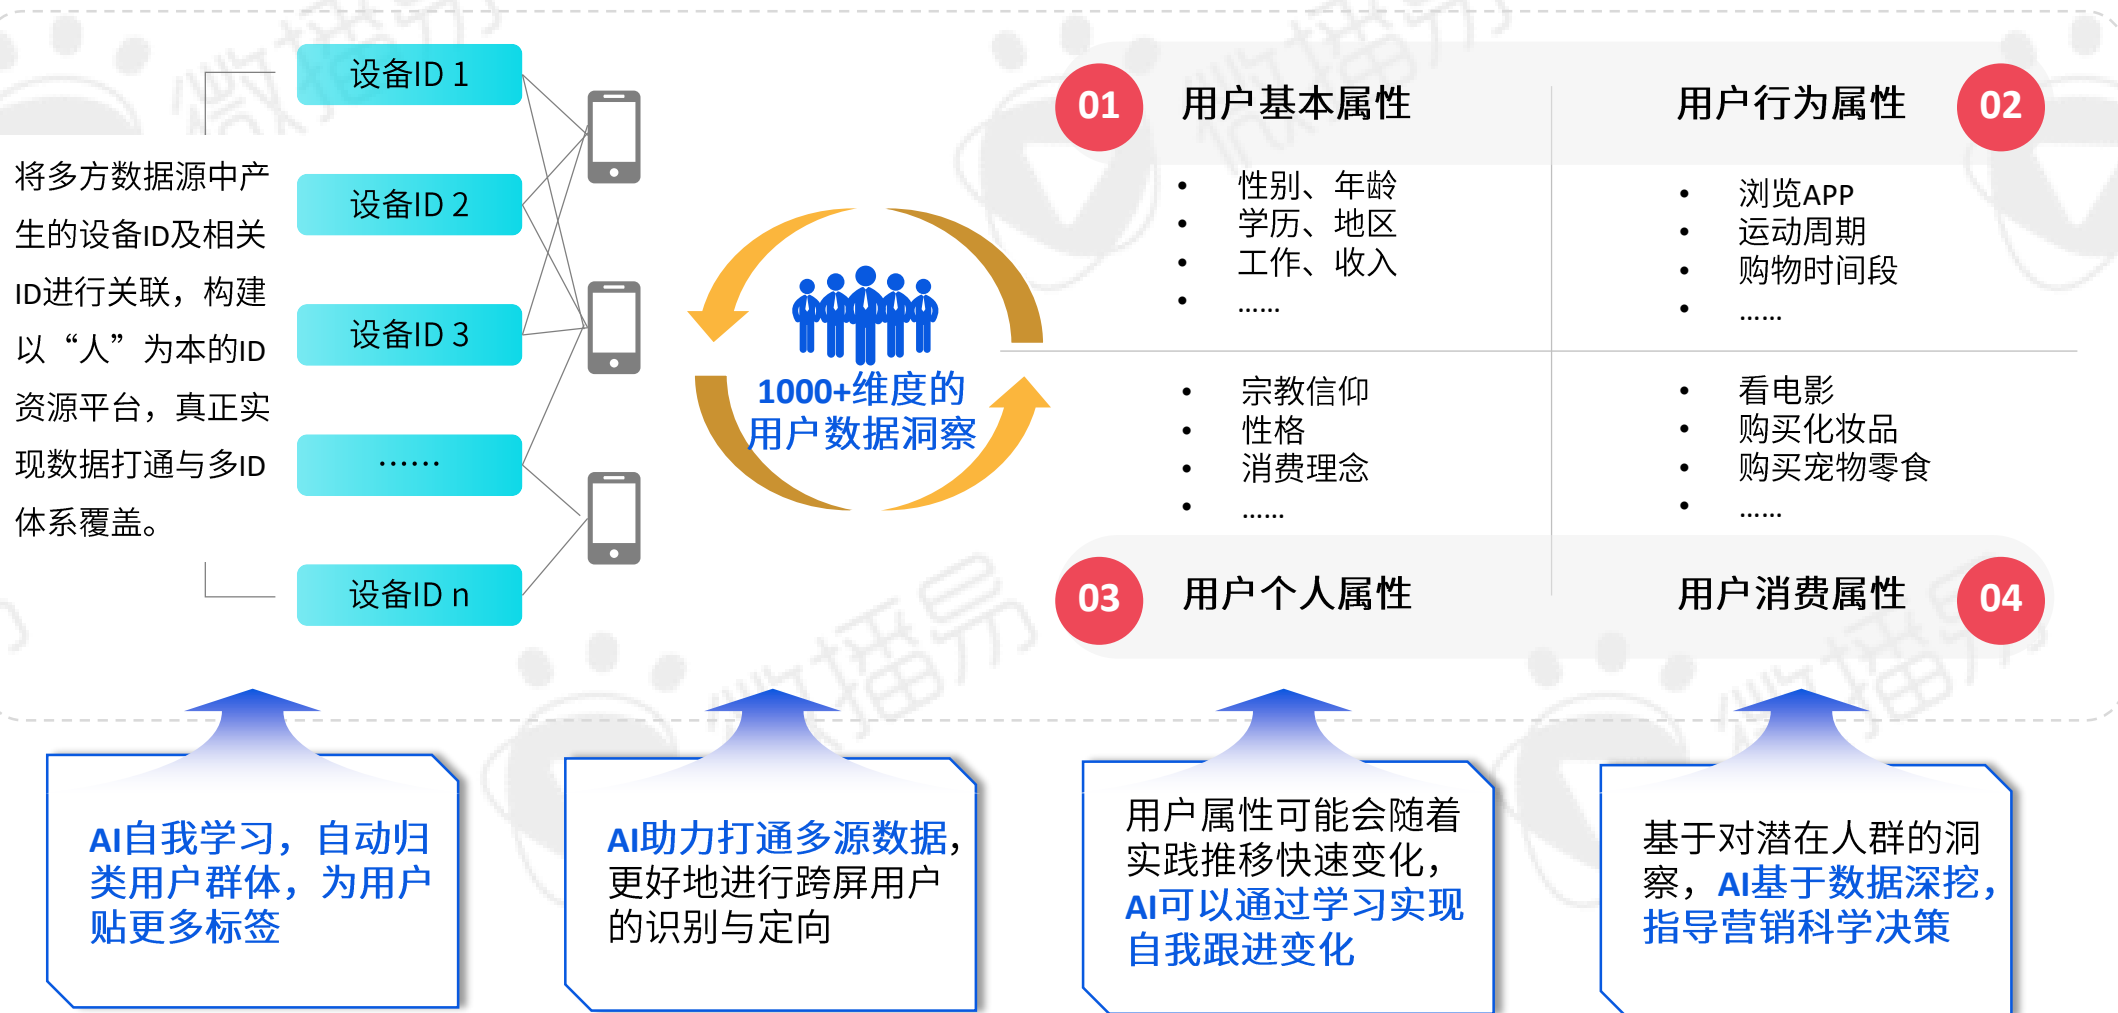 将多方数据源中产
生的设备ID及相关
ID进行关联，构建
以“人”为本的ID
资源平台，真正实
现数据打通与多ID
体系覆盖。
设备ID 1
设备ID 2
设备ID 3
······
设备ID n
1000+维度的
用户数据洞察
01
用户基本属性
• 性别、年龄
• 学历、地区
• 工作、收入
• ……
用户行为属性
02
• 浏览APP
• 运动周期
• 购物时间段
• ……
• 宗教信仰
• 性格
• 消费理念
• ……
03
用户个人属性
• 看电影
• 购买化妆品
• 购买宠物零食
• ……
用户消费属性
04
AI自我学习，自动归
类用户群体，为用户
贴更多标签
AI助力打通多源数据，
更好地进行跨屏用户
的识别与定向
用户属性可能会随着
实践推移快速变化，
AI可以通过学习实现
自我跟进变化
基于对潜在人群的洞
察，AI基于数据深挖，
指导营销科学决策
微播易
微播易
微播易
微播易
易